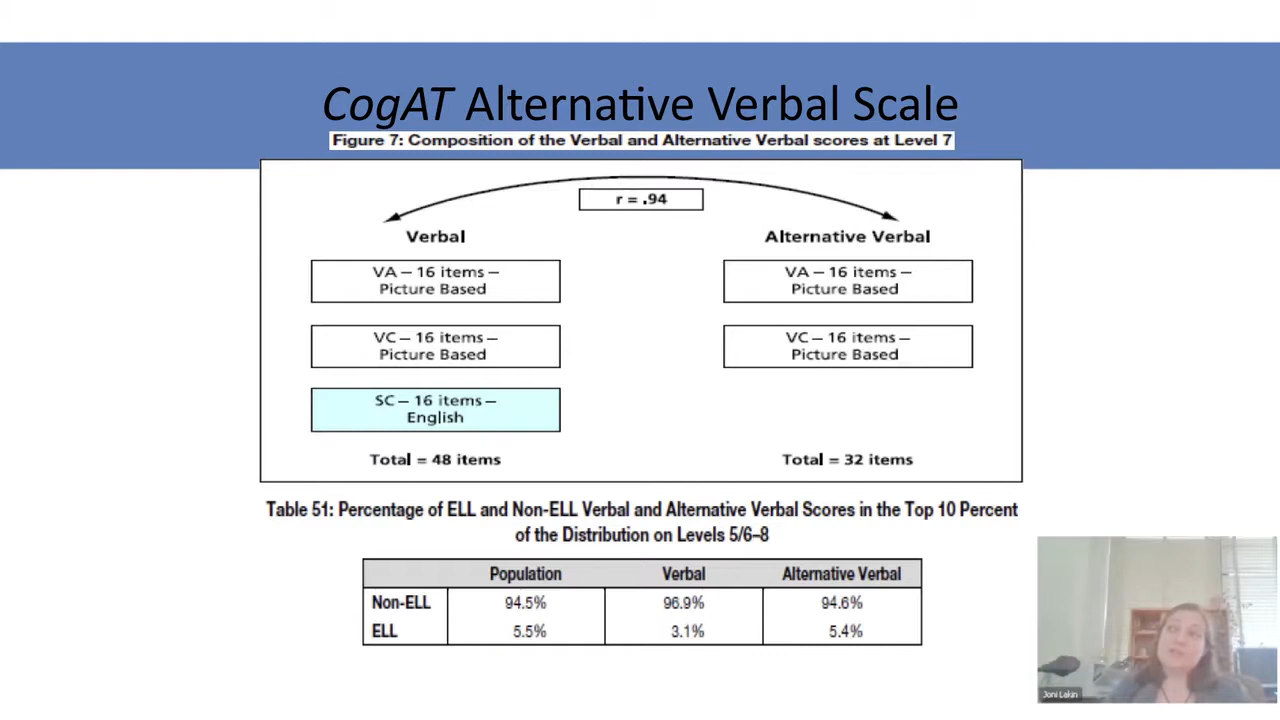 CogAT Alternative Verbal Scale
Figure 7: Composition of the Verbal and Alternative Verbal scores at Level 7
r = .94
Verbal
VA – 16 items –
Picture Based
VC – 16 items –
Picture Based
SC – 16 items –
English
Total = 48 items
Alternative Verbal
VA – 16 items –
Picture Based
VC – 16 items –
Picture Based
Total = 32 items
Table 51: Percentage of ELL and Non-ELL Verbal and Alternative Verbal Scores in the Top 10 Percent
of the Distribution on Levels 5/6–8
Population Verbal Alternative Verbal
Non-ELL 94.5% 96.9% 94.6%
ELL 5.5% 3.1% 5.4%
Joni Lakin